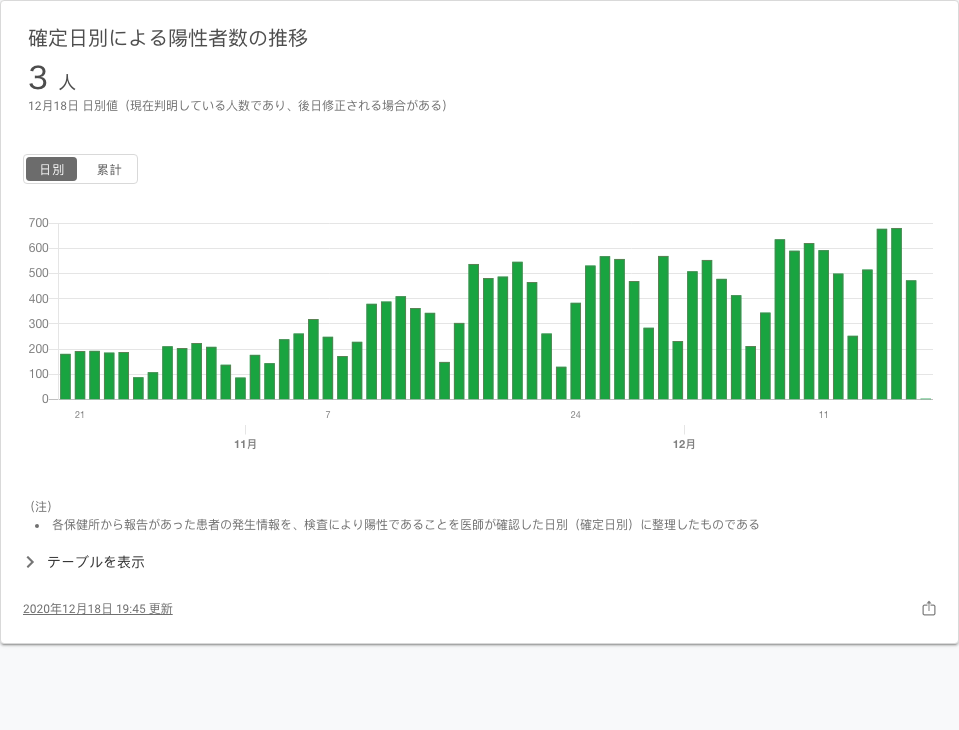 確定日別による陽性者数の推移
3 人
12月18日 日別値（現在判明している人数であり、後日修正される場合がある）
日別 累計
700
600
500
400
300
200
100
0
21 7 24 11
11月 12月
（注）
• 各保健所から報告があった患者の発生情報を、検査により陽性であることを医師が確認した日別（確定日別）に整理したものである
テーブルを表示
2020年12月18日 19:45 更新